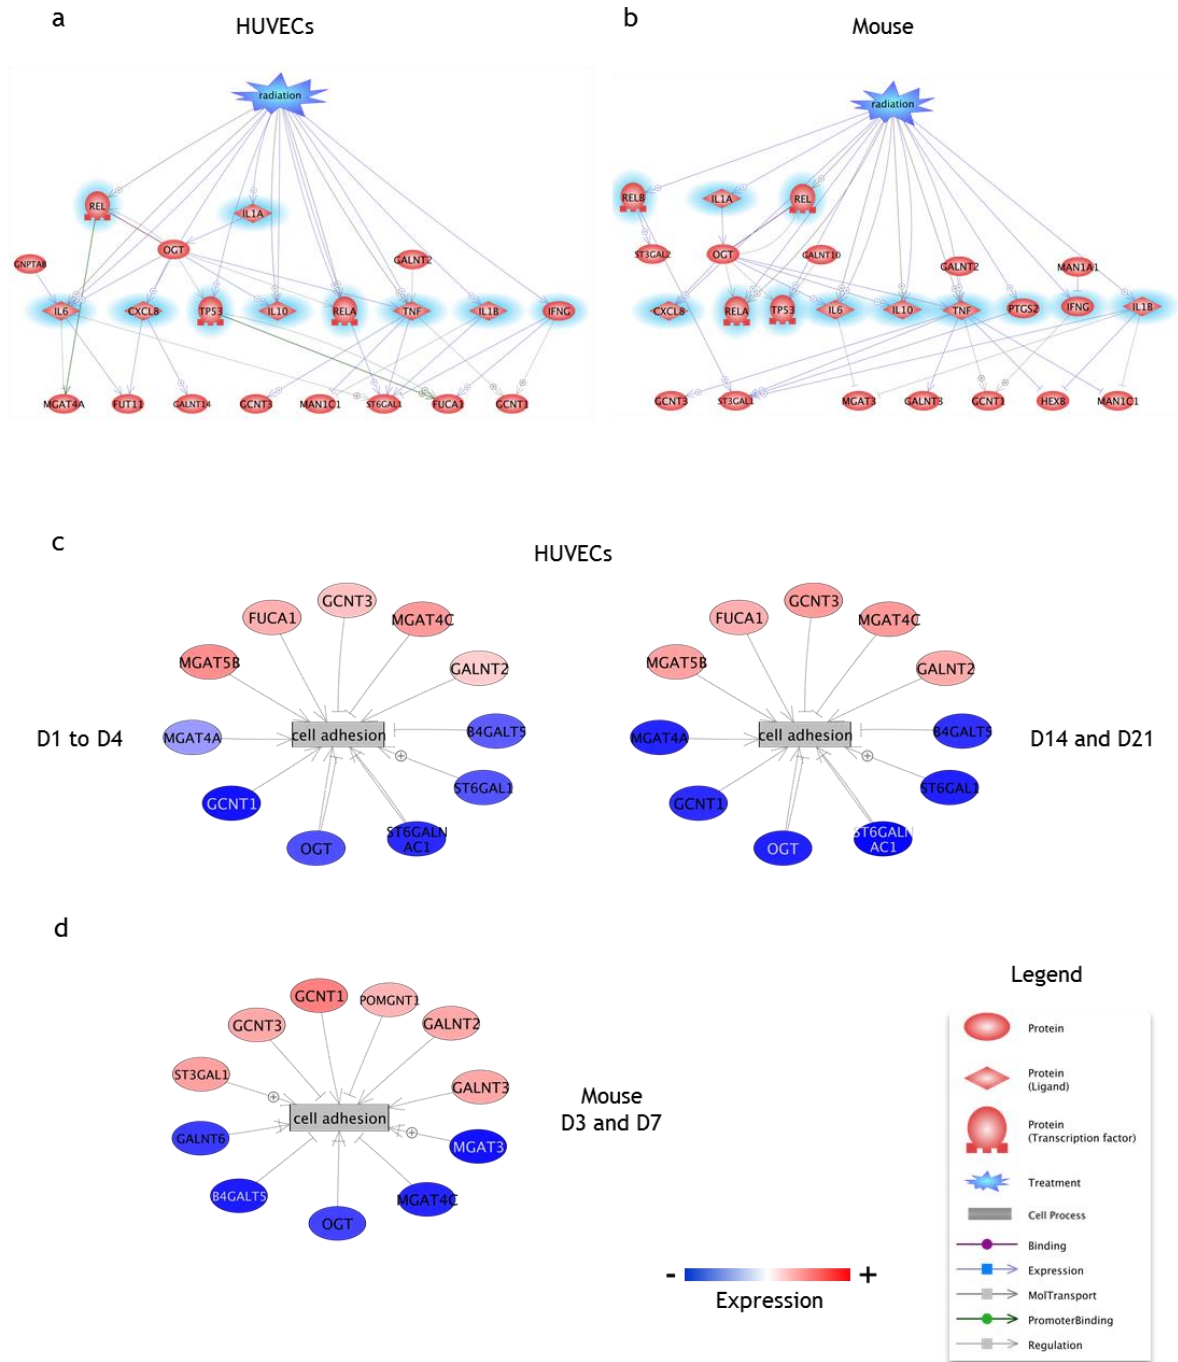 a
HUVECs
radiation
REL
IL1A
OGT
GNPTAB
GALNT2
IL6
CXCL8
TP53
IL10
RELA
TNF
IL1B
IFNG
MGAT4A
FUT11
GALNT14
GCNT3
MAN1C1
ST6GAL1
FUCA1
GCNT1
b
Mouse
radiation
RELB
IL1A
REL
ST3GAL2
OGT
GALNT10
GALNT2
MAN1A1
CXCL8
RELA
TP53
IL6
IL10
TNF
PTGS2
IFNG
IL1B
GCNT3
ST3GAL1
MGAT3
GALNT3
GCNT1
HEXB
MAN1C1
c
HUVECs
D1 to D4
GCNT3
FUCA1
MGAT4C
MGAT5B
GALNT2
MGAT4A
cell adhesion
B4GALT5
GCNT1
ST6GAL1
OGT
ST6GALN
AC1
GCNT3
FUCA1
MGAT4C
MGAT5B
GALNT2
MGAT4A
cell adhesion
B4GALT5
GCNT1
ST6GAL1
OGT
ST6GALN
AC1
D14 and D21
d
GCNT1
POMGNT1
GCNT3
GALNT2
ST3GAL1
GALNT3
cell adhesion
GALNT6
MGAT3
B4GALT5
MGAT4C
OGT
Mouse
D3 and D7
- +
Expression
Legend
Protein
Protein
(Ligand)
Protein
(Transcription factor)
Treatment
Cell Process
Binding
Expression
MolTransport
PromoterBinding
Regulation